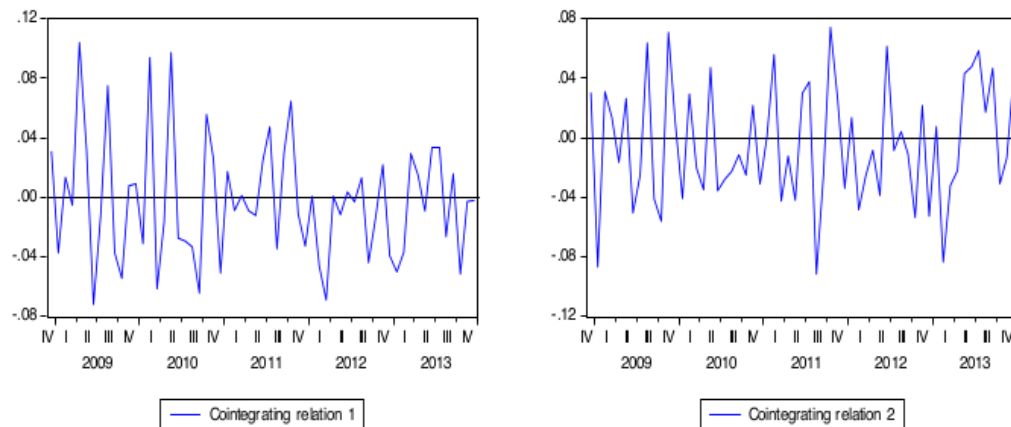 .12
.08
.04
.00
-.04
-.08
IV I II III IV I II III IV I II III IV I II III IV I II III IV
2009 2010 2011 2012 2013
Cointegrating relation 1
.08
.04
.00
-.04
-.08
-.12
IV I II III IV I II III IV I II III IV I II III IV I II III IV
2009 2010 2011 2012 2013
Cointegrating relation 2